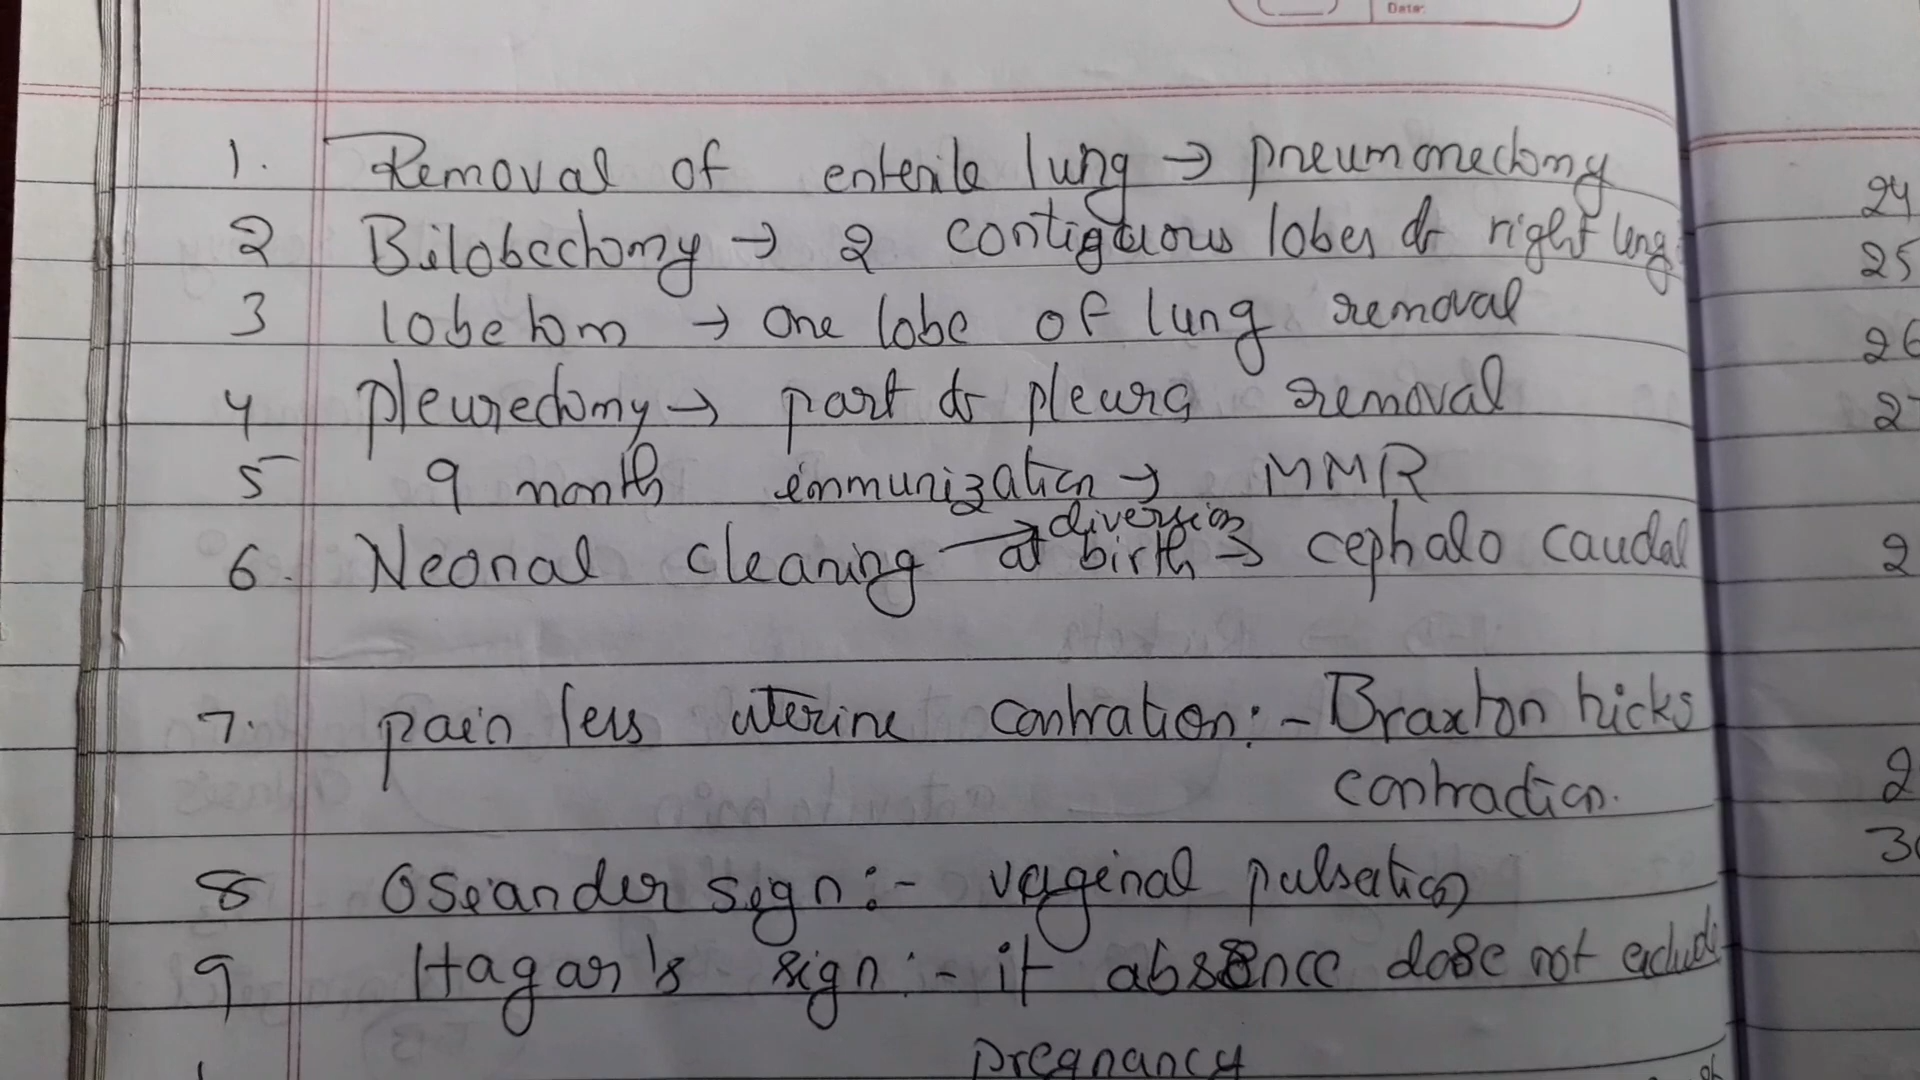 Date:
1. Removal of enterile lung → pneumonectomy
2 Bilobectomy → 2 contiguous lobes of right lung
3 lobetom → One lobe of lung removal
4 pleurectomy → part of pleura removal
5 9 month immunization → MMR
6. Neonal cleaning → diversion at birth → cephalo caudal
7. pain less uterine contration:- Braxton hicks
contraction.
8 Oseander sign:- vaginal pulsation
9 Hagar's sign:- it absence dose not exclude
pregnancy
24
25
26
2
2
2